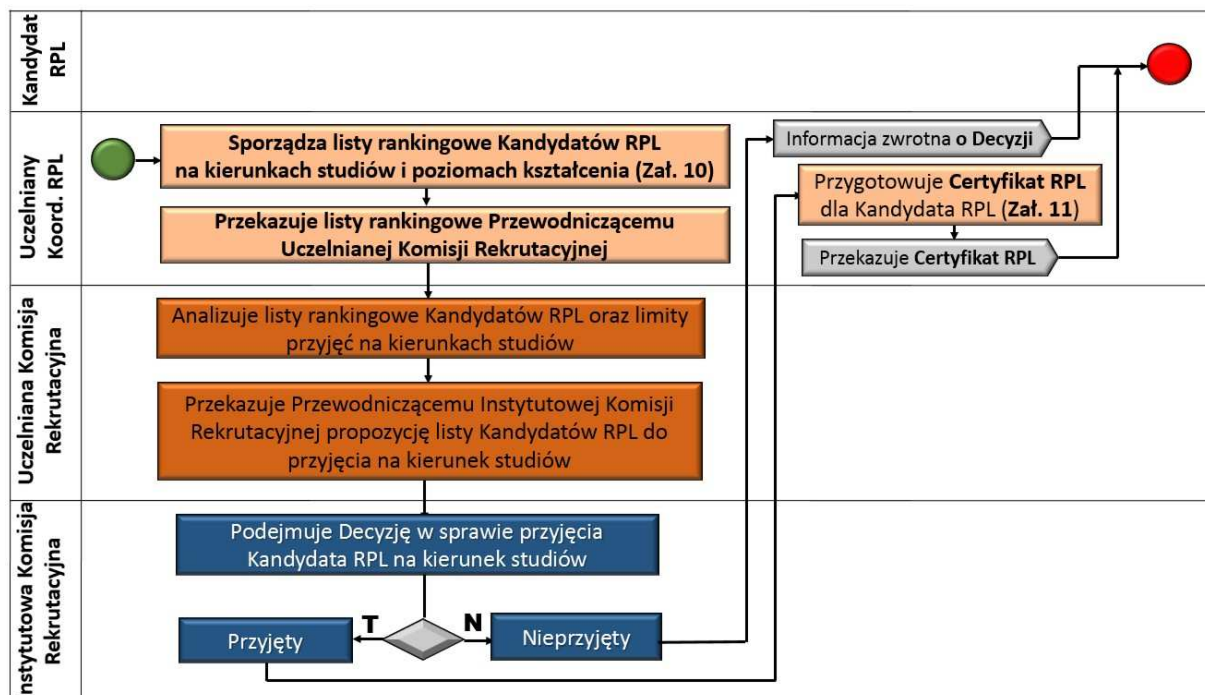 Kandydat
RPL
Uczelniany
Koord. RPL
Sporządza listy rankingowe Kandydatów RPL
na kierunkach studiów i poziomach kształcenia (Zał. 10)
Przekazuje listy rankingowe Przewodniczącemu
Uczelnianej Komisji Rekrutacyjnej
Informacja zwrotna o Decyzji
Przygotowuje Certyfikat RPL
dla Kandydata RPL (Zał. 11)
Przekazuje Certyfikat RPL
Uczelniana Komisja
Rekrutacyjna
Analizuje listy rankingowe Kandydatów RPL oraz limity
przyjęć na kierunkach studiów
Przekazuje Przewodniczącemu Instytutowej Komisji
Rekrutacyjnej propozycję listy Kandydatów RPL do
przyjęcia na kierunek studiów
Instytutowa Komisja
Rekrutacyjna
Podejmuje Decyzję w sprawie przyjęcia
Kandydata RPL na kierunek studiów
T
N
Przyjęty
Nieprzyjęty